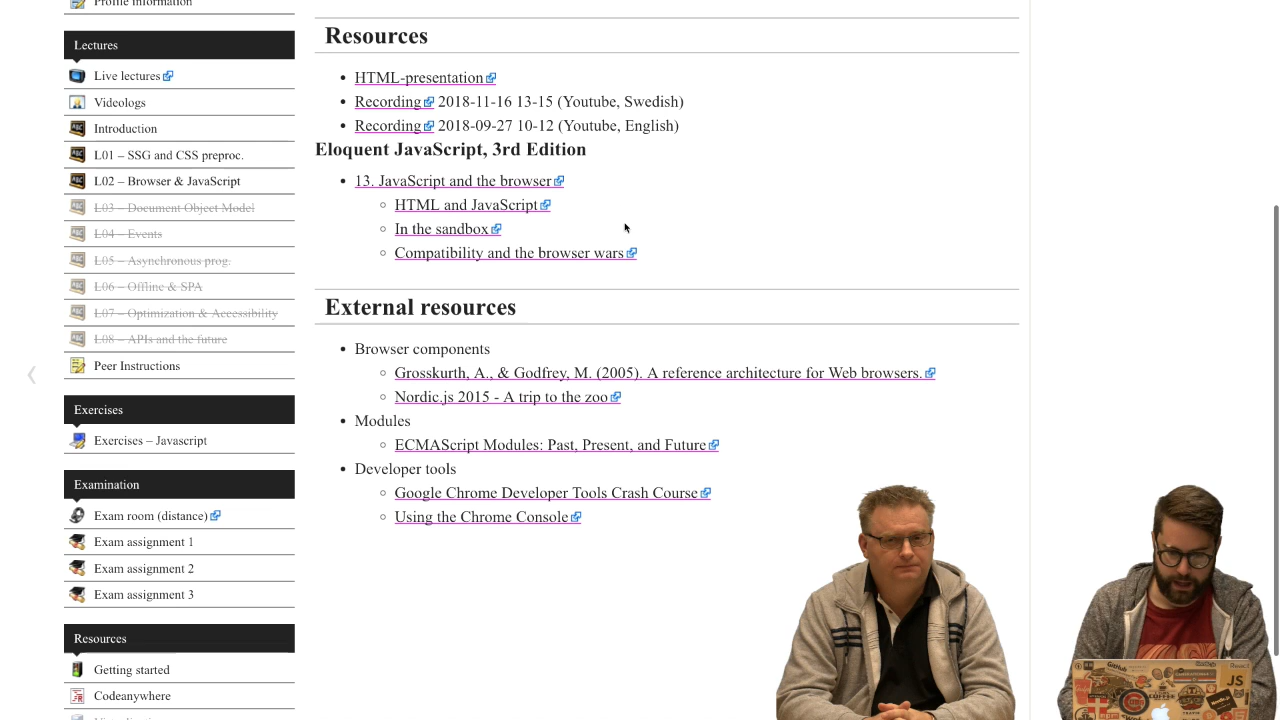 Profile information
Lectures
Live lectures
Videologs
Introduction
L01 – SSG and CSS preproc.
L02 – Browser & JavaScript
L03 – Document Object Model
L04 – Events
L05 – Asynchronous prog.
L06 – Offline & SPA
L07 – Optimization & Accessibility
L08 – APIs and the future
Peer Instructions
Exercises
Exercises – Javascript
Examination
Exam room (distance)
Exam assignment 1
Exam assignment 2
Exam assignment 3
Resources
Getting started
Codeanywhere
Resources
HTML-presentation
Recording 2018-11-16 13-15 (Youtube, Swedish)
Recording 2018-09-27 10-12 (Youtube, English)
Eloquent JavaScript, 3rd Edition
13. JavaScript and the browser
HTML and JavaScript
In the sandbox
Compatibility and the browser wars
External resources
Browser components
Grosskurth, A., & Godfrey, M. (2005). A reference architecture for Web browsers.
Nordic.js 2015 - A trip to the zoo
Modules
ECMAScript Modules: Past, Present, and Future
Developer tools
Google Chrome Developer Tools Crash Course
Using the Chrome Console
GitHub
JS